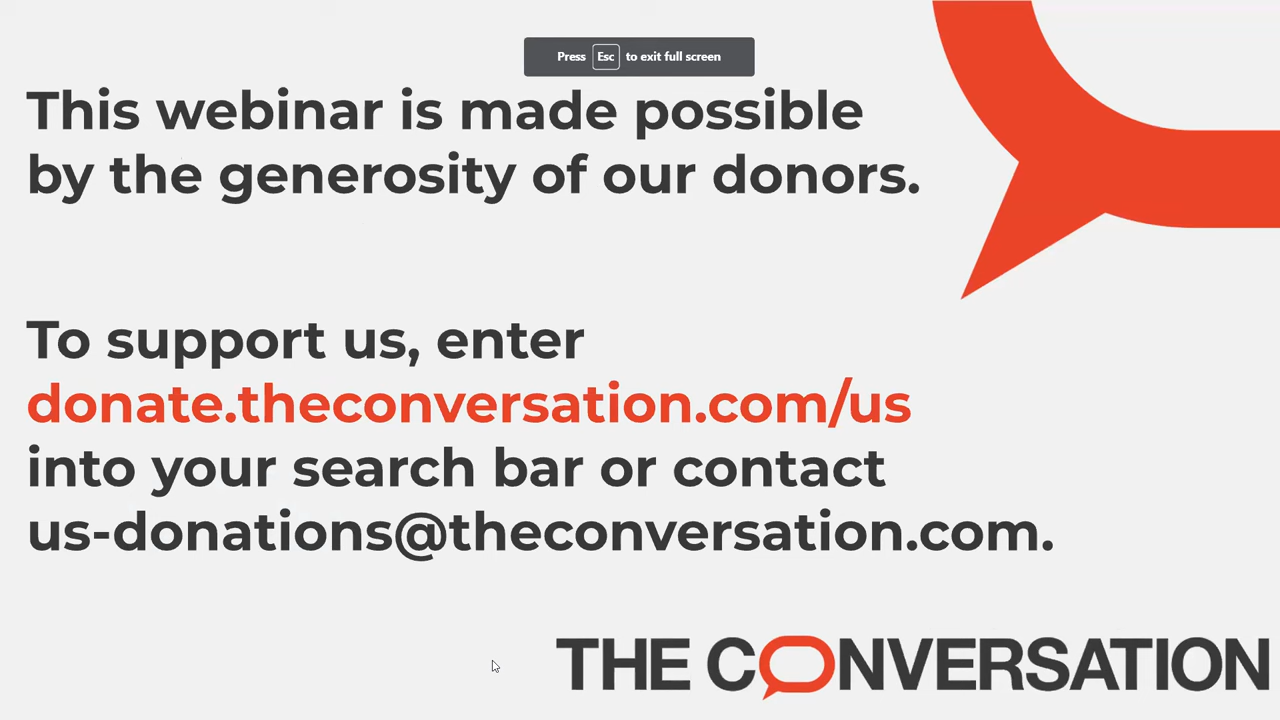 Press Esc to exit full screen
This webinar is made possible
by the generosity of our donors.
To support us, enter
donate.theconversation.com/us
into your search bar or contact
us-donations@theconversation.com.
THE CONVERSATION